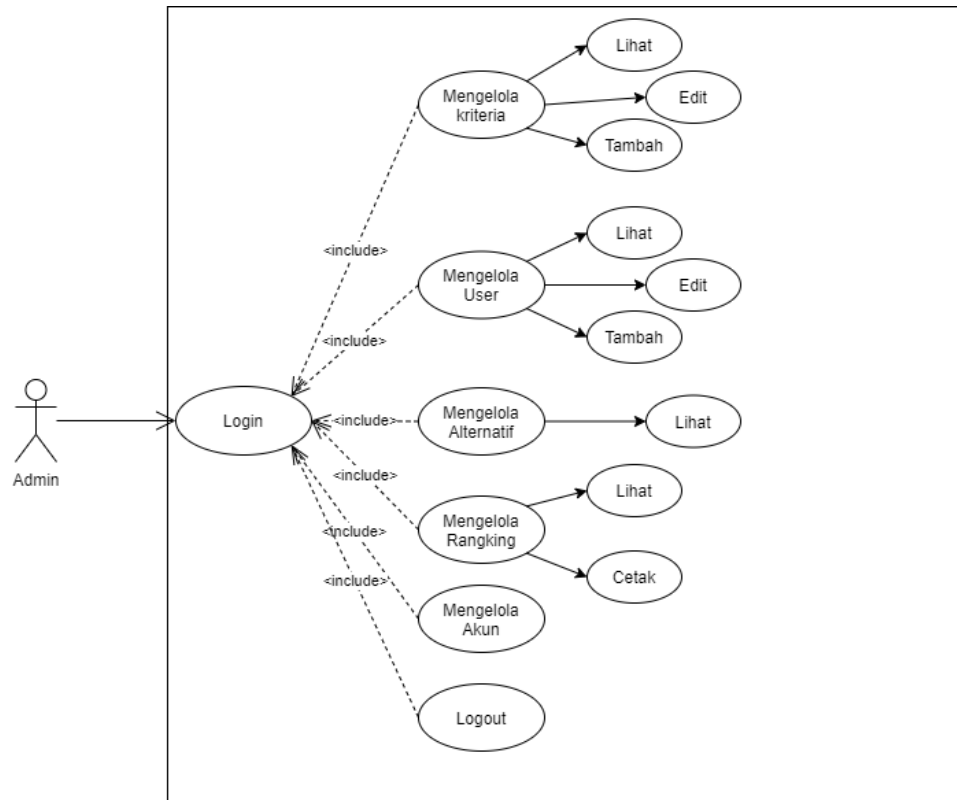 Lihat
Mengelola
kriteria
Edit
Tambah
Lihat
<include>
Mengelola
User
Edit
<include>
Tambah
Login
<include>
Mengelola
Alternatif
Lihat
Admin
<include>
Lihat
Mengelola
Rangking
<include>
Cetak
<include>
Mengelola
Akun
Logout